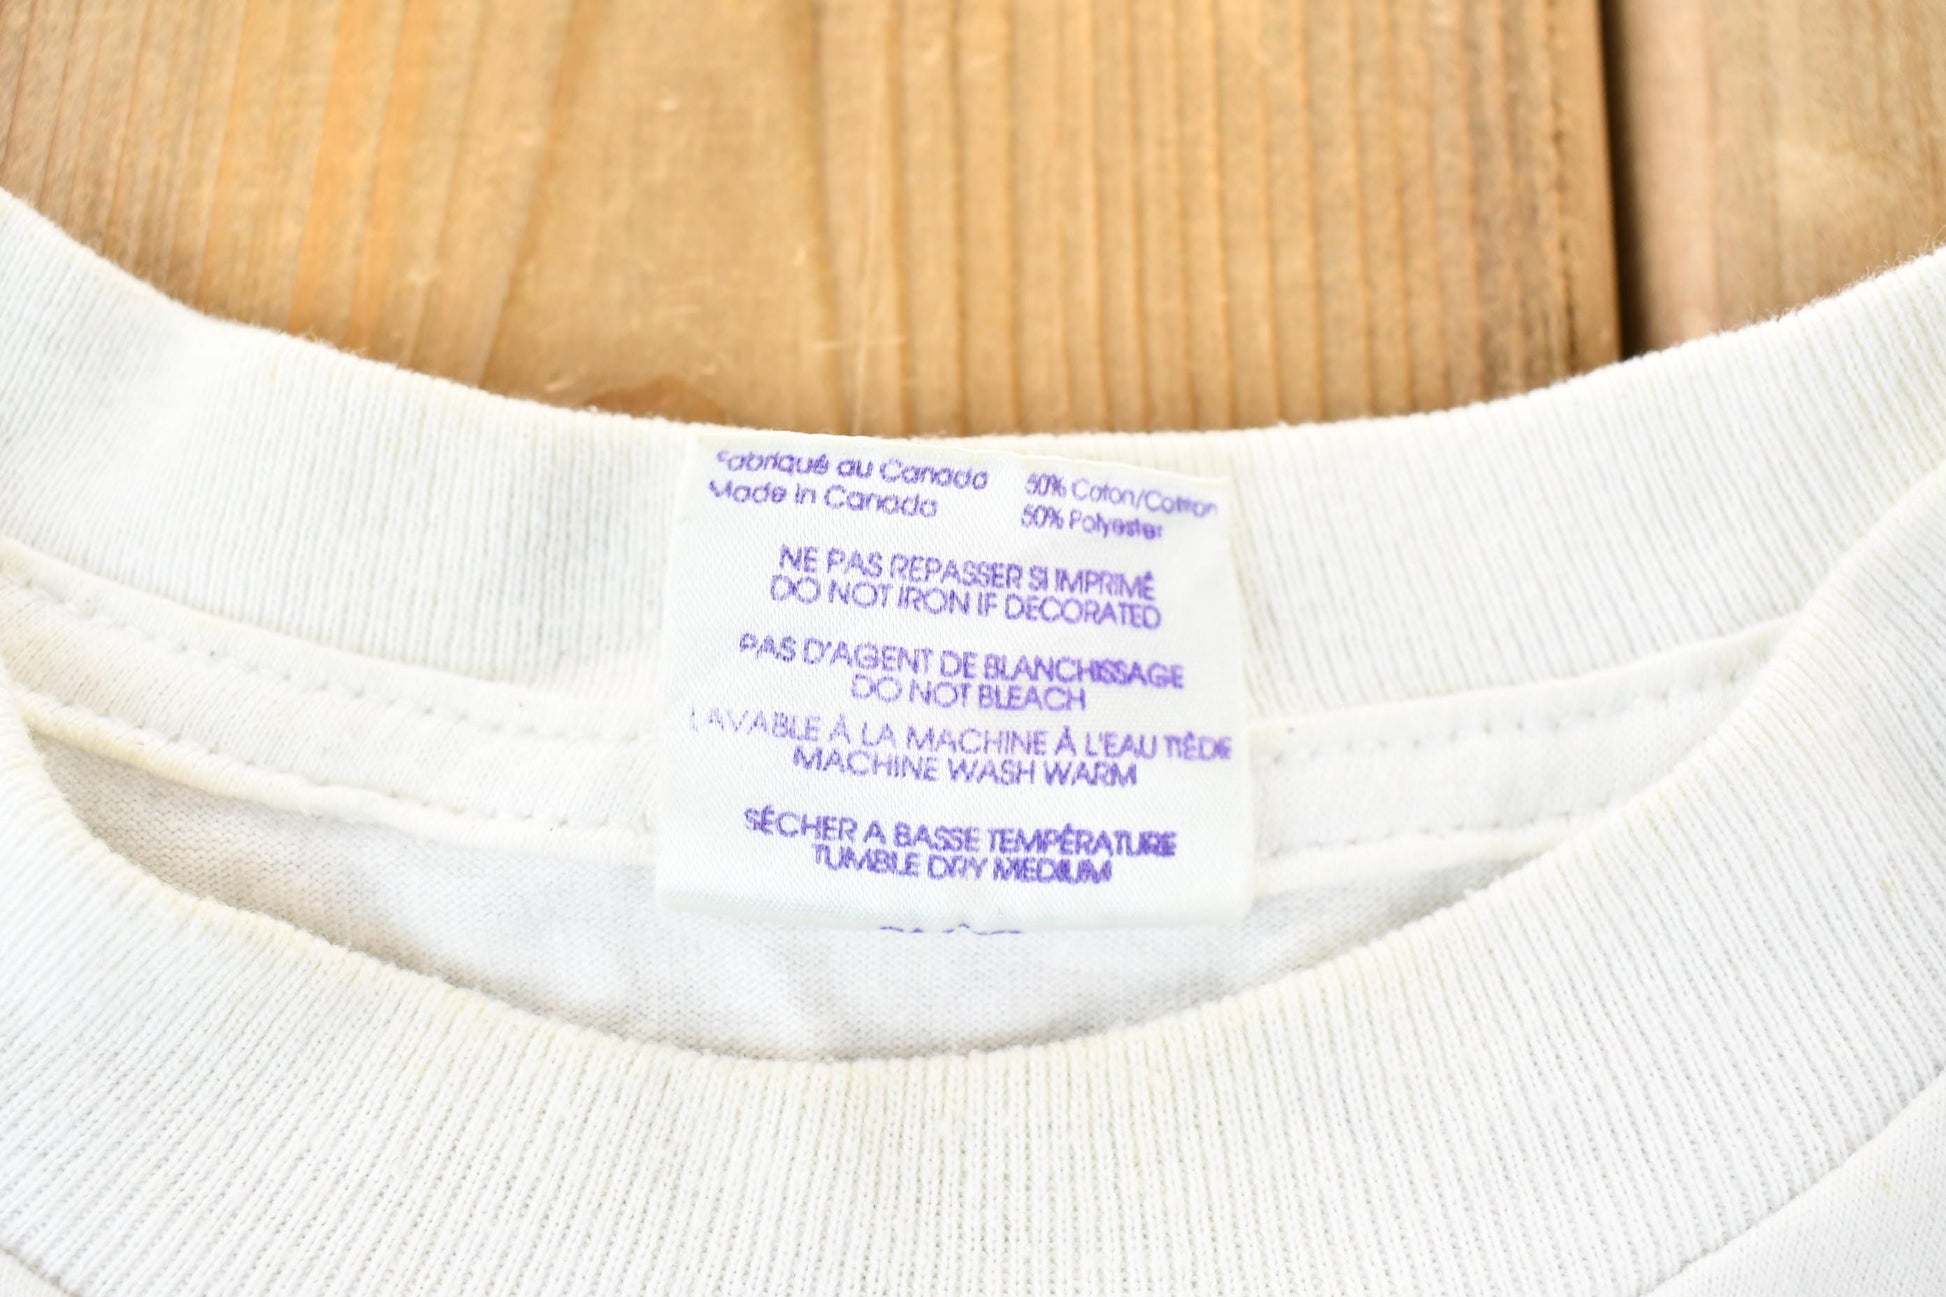 Fabriqué au Canada
Made in Canada
50% Coton/Cotton
50% Polyester
NE PAS REPASSER SI IMPRIMÉ
DO NOT IRON IF DECORATED
PAS D'AGENT DE BLANCHISSAGE
DO NOT BLEACH
LAVABLE À LA MACHINE À L'EAU TIÈDE
MACHINE WASH WARM
SÉCHER A BASSE TEMPÉRATURE
TUMBLE DRY MEDIUM